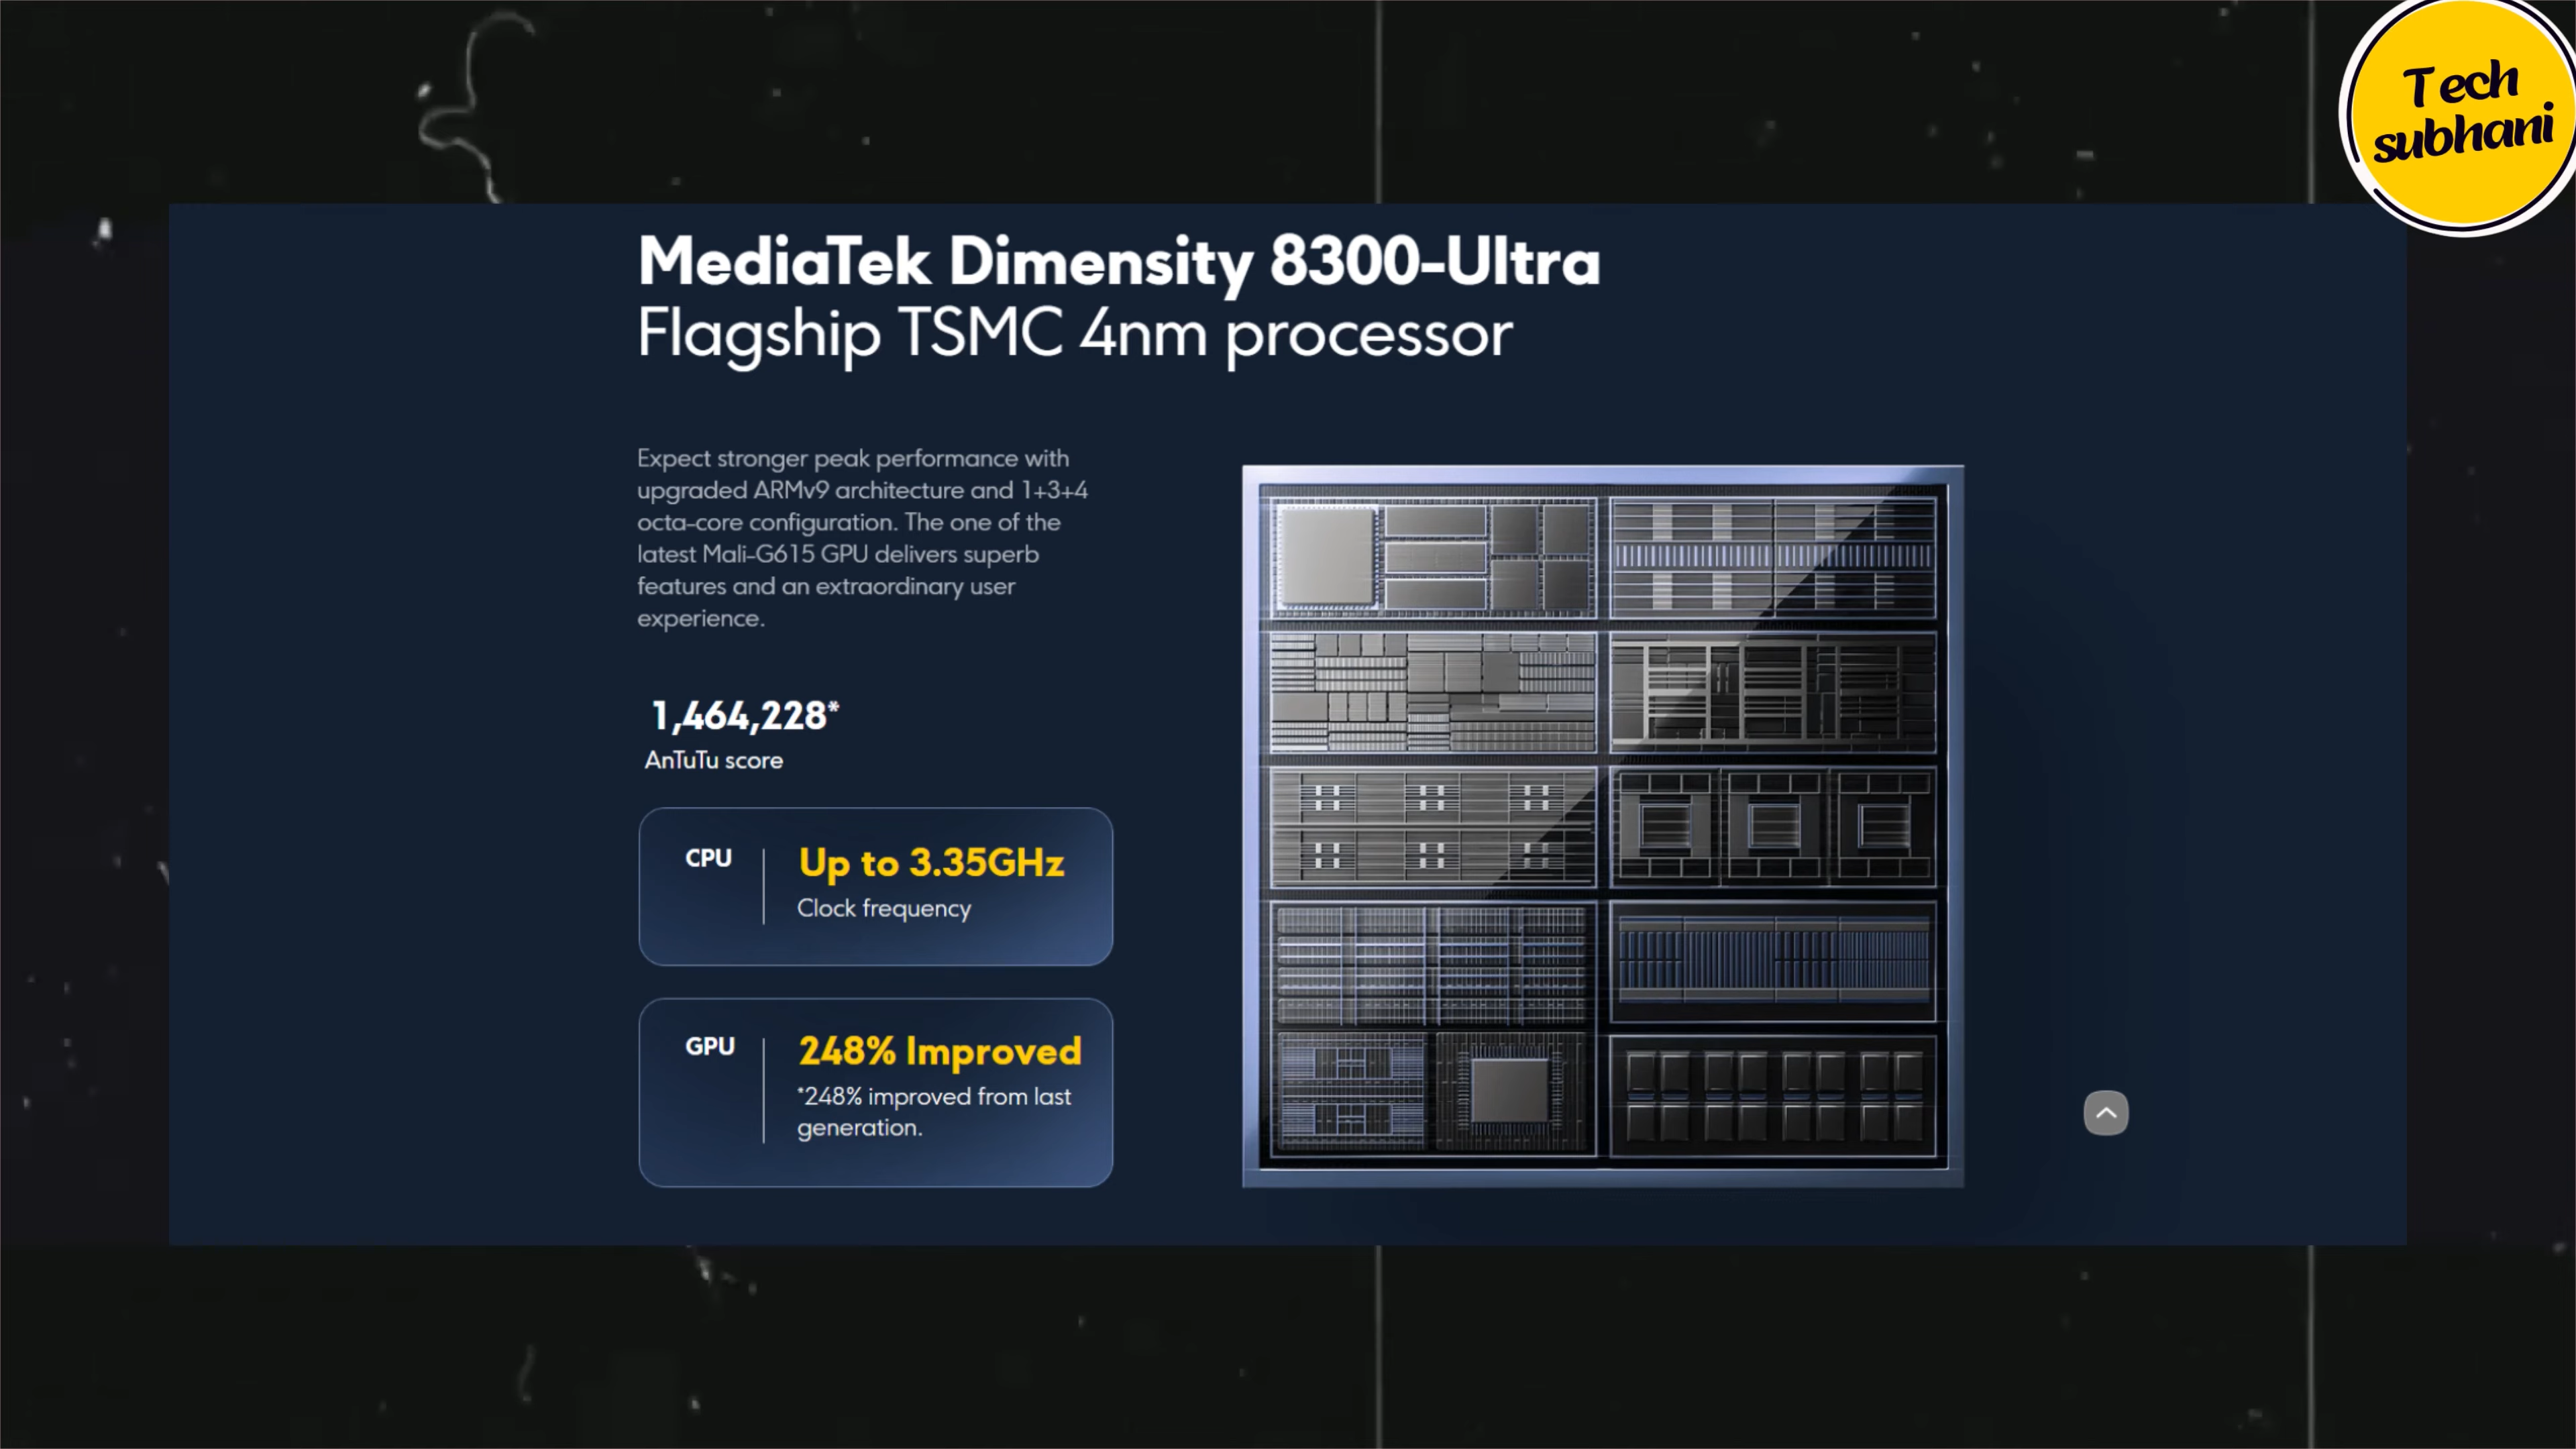 Tech
subhani
MediaTek Dimensity 8300-Ultra
Flagship TSMC 4nm processor
Expect stronger peak performance with
upgraded ARMv9 architecture and 1+3+4
octa-core configuration. The one of the
latest Mali-G615 GPU delivers superb
features and an extraordinary user
experience.
1,464,228*
AnTuTu score
CPU
Up to 3.35GHz
Clock frequency
GPU
248% Improved
*248% improved from last
generation.